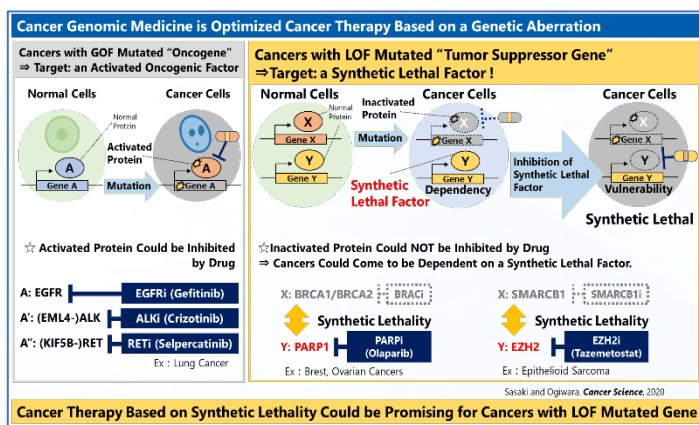 Cancer Genomic Medicine is Optimized Cancer Therapy Based on a Genetic Aberration
Cancers with GOF Mutated "Oncogene"
⇒ Target: an Activated Oncogenic Factor
Normal Cells
Cancer Cells
Normal
Protein
Activated
Protein
A
A
Gene A
Mutation
Gene A
☆ Activated Protein Could be Inhibited
by Drug
A: EGFR
EGFRi (Gefitinib)
A': (EML4-)ALK
ALKi (Crizotinib)
A": (KIF5B-)RET
RETi (Selpercatinib)
Ex : Lung Cancer
Cancers with LOF Mutated "Tumor Suppressor Gene"
⇒Target: a Synthetic Lethal Factor !
Normal Cells
Cancer Cells
Cancer Cells
Normal
Protein
Inactivated
Protein
X
X
X
Gene X
Mutation
Gene X
Gene X
Y
Y
Y
Gene Y
Gene Y
Gene Y
Synthetic
Lethal Factor
Dependency
Inhibition of
Synthetic Lethal
Factor
Vulnerability
Synthetic Lethal
☆Inactivated Protein Could NOT be Inhibited by Drug
⇒ Cancers Could Come to be Dependent on a Synthetic Lethal Factor.
X: BRCA1/BRCA2
BRACi
Synthetic Lethality
Y: PARP1
PARPi
(Olaparib)
Ex : Brest, Ovarian Cancers
X: SMARCB1
SMARCB1i
Synthetic Lethality
Y: EZH2
EZH2i
(Tazemetostat)
Ex : Epithelioid Sarcoma
Sasaki and Ogiwara. Cancer Science, 2020
Cancer Therapy Based on Synthetic Lethality Could be Promising for Cancers with LOF Mutated Gene